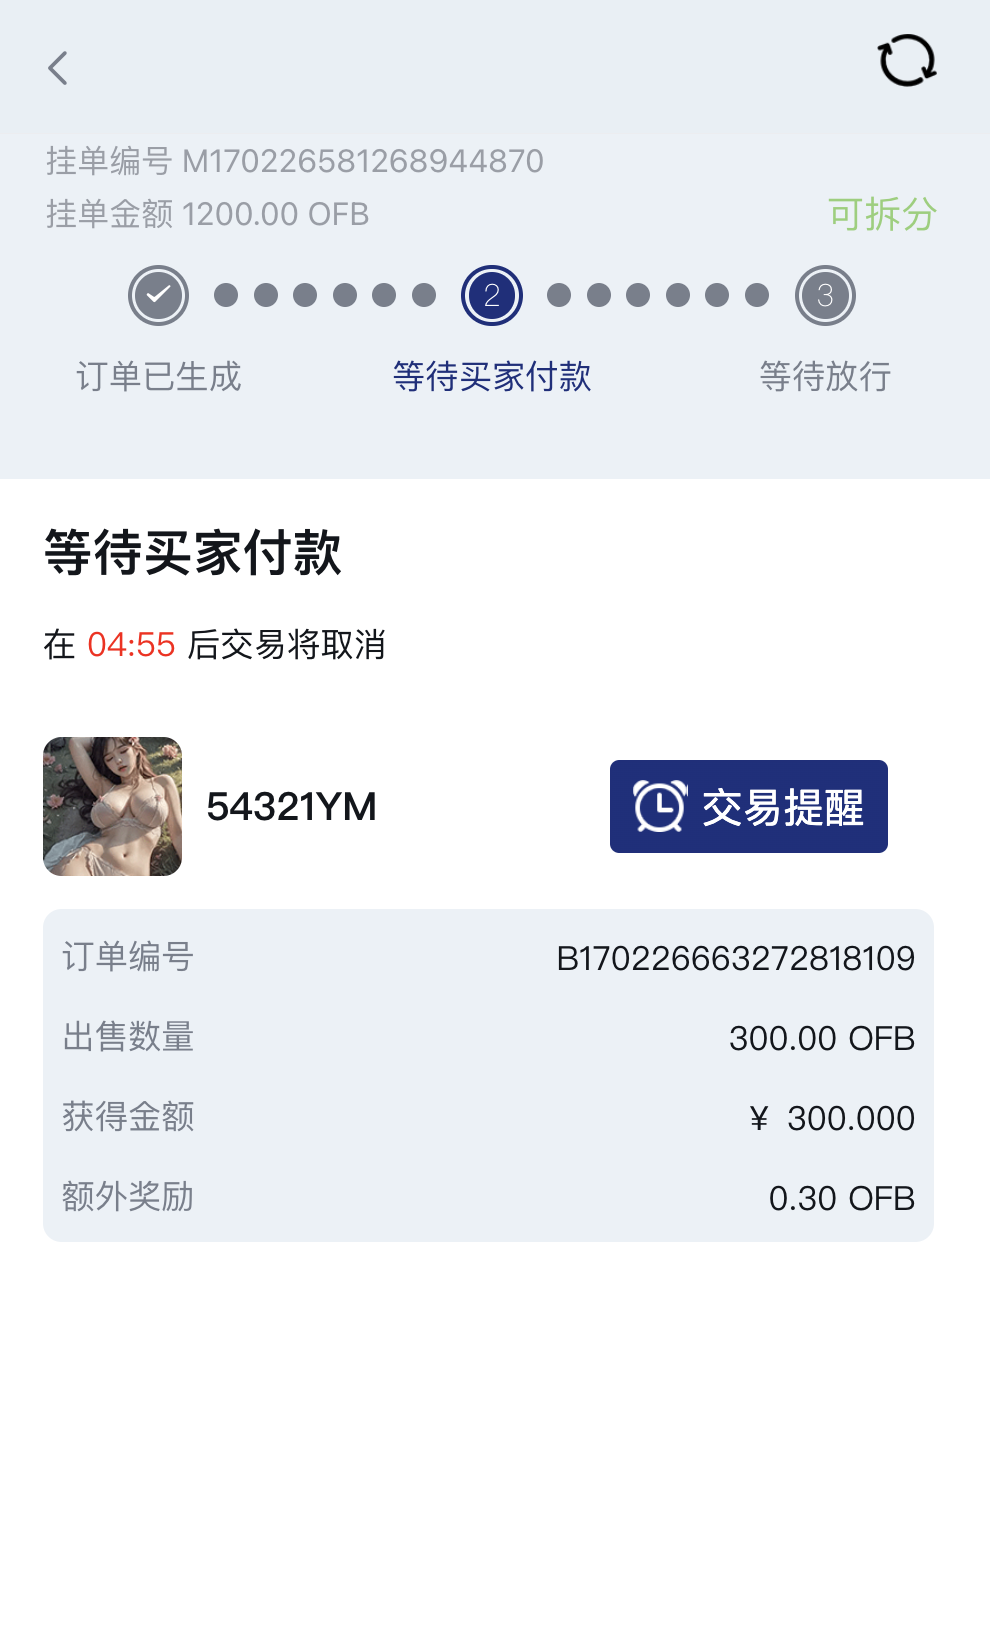 挂单编号 M170226581268944870
挂单金额 1200.00 OFB
可拆分
2
3
订单已生成
等待买家付款
等待放行
等待买家付款
在 04:55 后交易将取消
54321YM
交易提醒
订单编号 B170226663272818109
出售数量 300.00 OFB
获得金额 ¥ 300.000
额外奖励 0.30 OFB